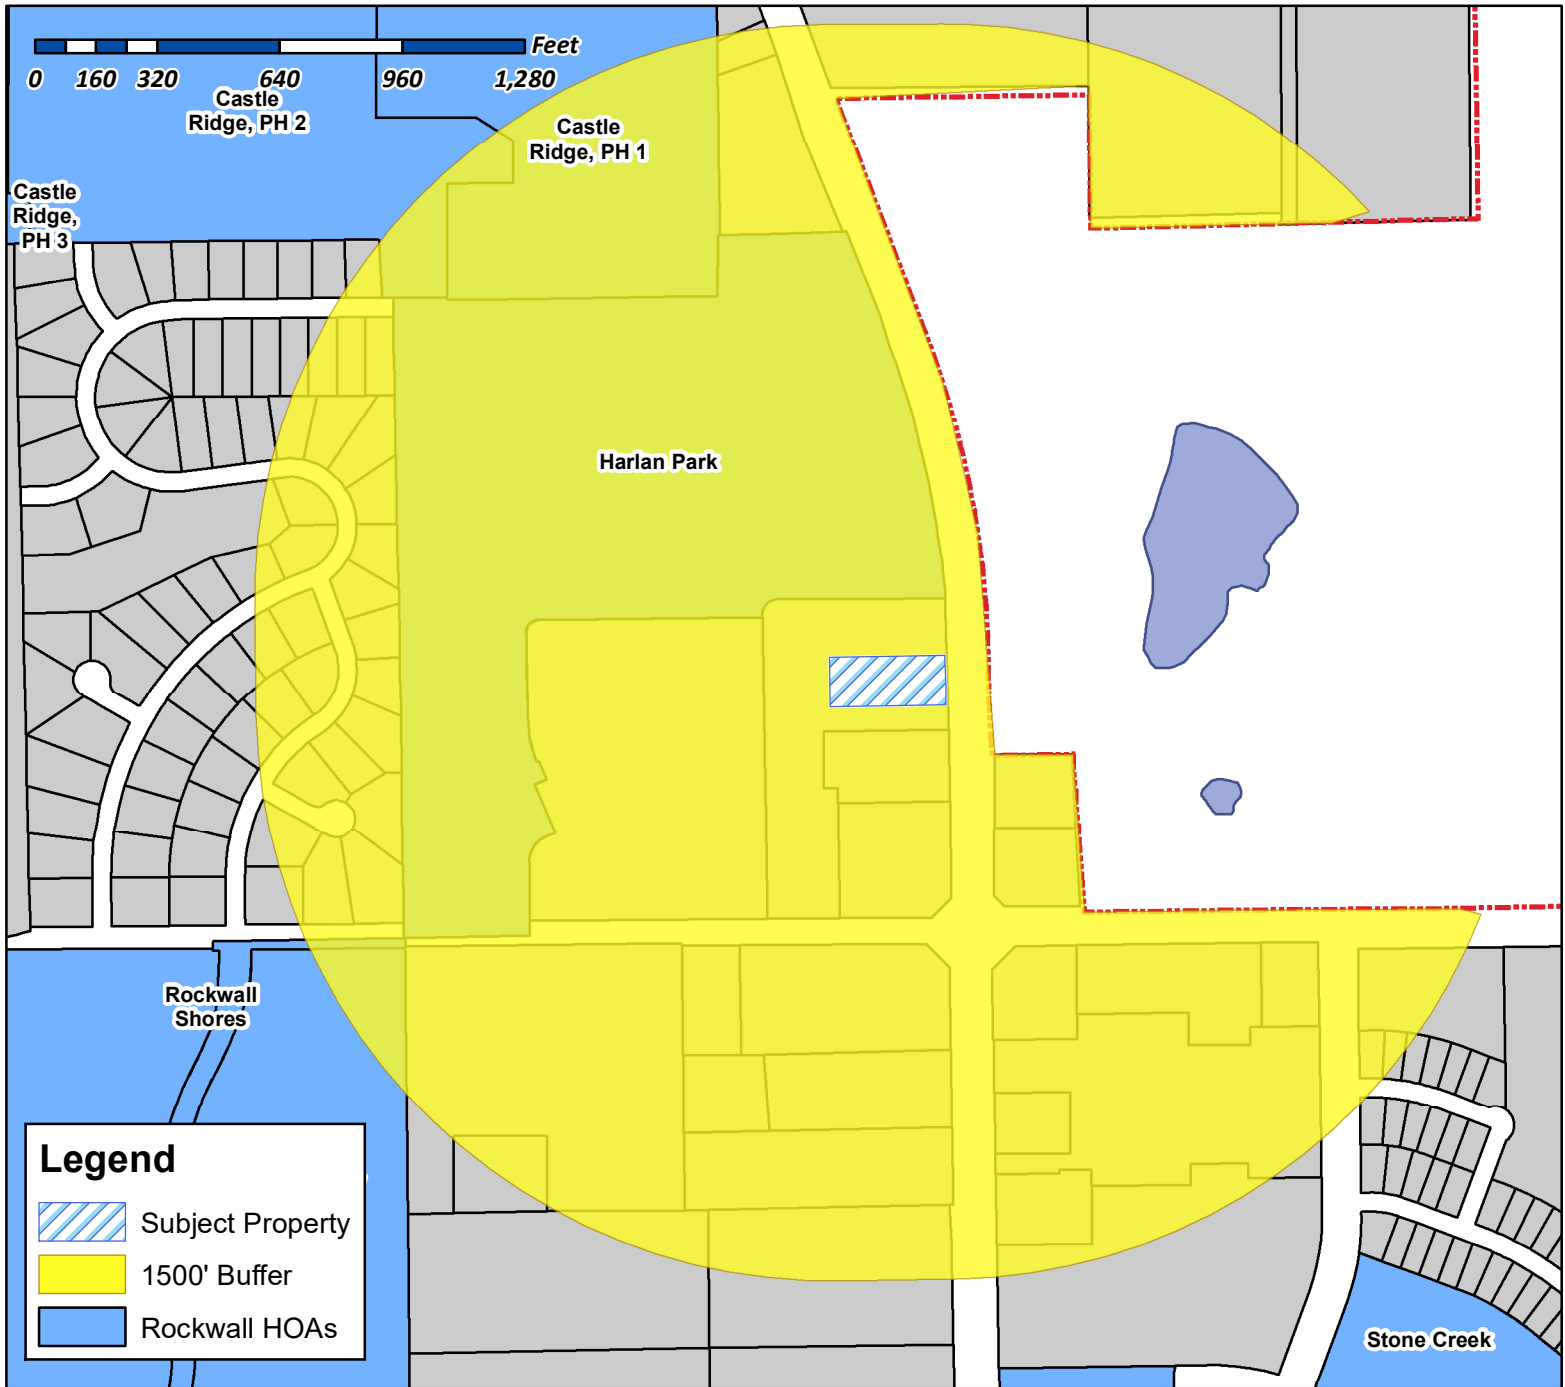 Feet
0 160 320 640 960 1,280
Castle
Ridge, PH 2
Castle
Ridge, PH 1
Castle
Ridge,
PH 3
Harlan Park
Rockwall
Shores
Legend
Subject Property
1500' Buffer
Rockwall HOAs
Stone Creek